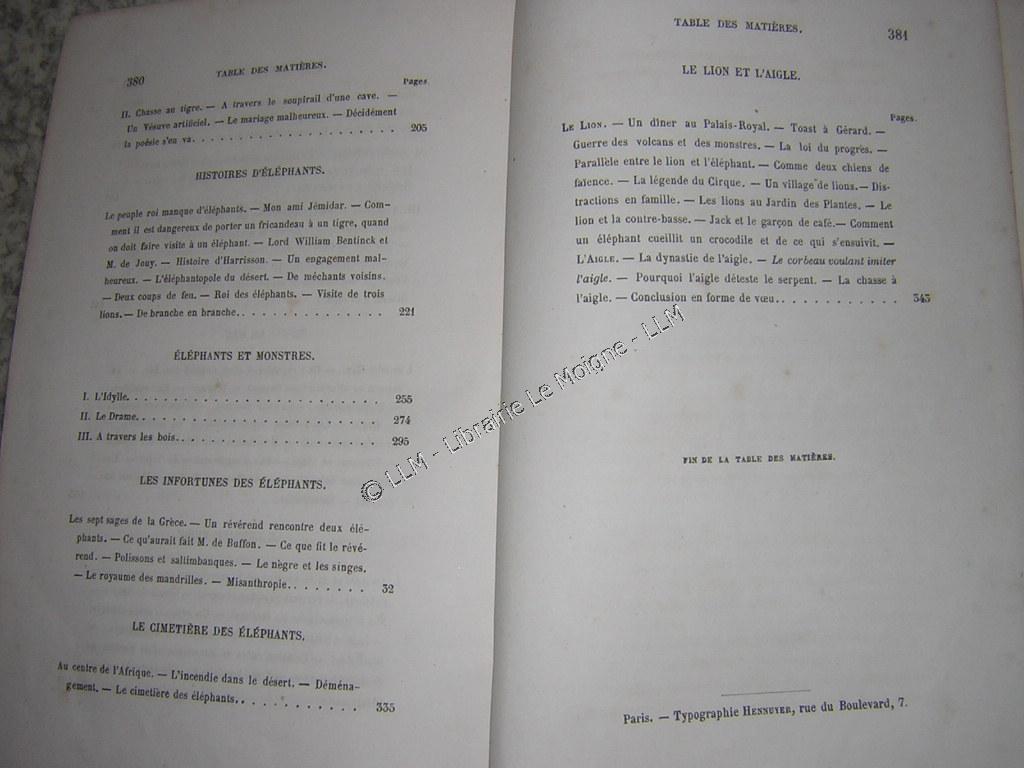 380
TABLE DES MATIÈRES.
Pages.
II. Chasse au tigre. — A travers le soupirail d'une cave. —
Un Vésuve artificiel. — Le mariage malheureux. — Décidément
la poésie s'en va. . . . . . . . . . . . . . . . . . . . 205
HISTOIRES D'ÉLÉPHANTS.
Le peuple roi manque d'éléphants. — Mon ami Jémidar. — Com-
ment il est dangereux de porter un fricandeau à un tigre, quand
on doit faire visite à un éléphant. — Lord William Bentinck et
M. de Jouy. — Histoire d'Harrisson. — Un engagement mal-
heureux. — L'éléphantopole du désert. — De méchants voisins.
— Deux coups de feu. — Roi des éléphants. — Visite de trois
lions. — De branche en branche. . . . . . . . . . . . . . . 221
ÉLÉPHANTS ET MONSTRES.
I. L'Idylle. . . . . . . . . . . . . . . . . . . . 255
II. Le Drame. . . . . . . . . . . . . . . . . . . . 274
III. A travers les bois. . . . . . . . . . . . . . . . . 295
LES INFORTUNES DES ÉLÉPHANTS.
Les sept sages de la Grèce. — Un révérend rencontre deux élé-
phants. — Ce qu'aurait fait M. de Buffon. — Ce que fit le révé-
rend. — Polissons et saltimbanques. — Le nègre et les singes.
— Le royaume des mandrilles. — Misanthropie. . . . . . . . 32
LE CIMETIÈRE DES ÉLÉPHANTS.
Au centre de l'Afrique. — L'incendie dans le désert. — Déména-
gement. — Le cimetière des éléphants. . . . . . . . . . . 335
TABLE DES MATIÈRES.
381
LE LION ET L'AIGLE.
Pages.
LE LION. — Un dîner au Palais-Royal. — Toast à Gérard. —
Guerre des volcans et des monstres. — La loi du progrès. —
Parallèle entre le lion et l'éléphant. — Comme deux chiens de
faïence. — La légende du Cirque. — Un village de lions. — Dis-
tractions en famille. — Les lions au Jardin des Plantes. — Le
lion et la contre-basse. — Jack et le garçon de café. — Comment
un éléphant cueillit un crocodile et de ce qui s'ensuivit. —
L'AIGLE. — La dynastie de l'aigle. — Le corbeau voulant imiter
l'aigle. — Pourquoi l'aigle déteste le serpent. — La chasse à
l'aigle. — Conclusion en forme de vœu. . . . . . . . . . . . 343
FIN DE LA TABLE DES MATIÈRES.
Paris. — Typographie HENNUYER, rue du Boulevard, 7.
© LLM - Librairie Le Moigne - LLM